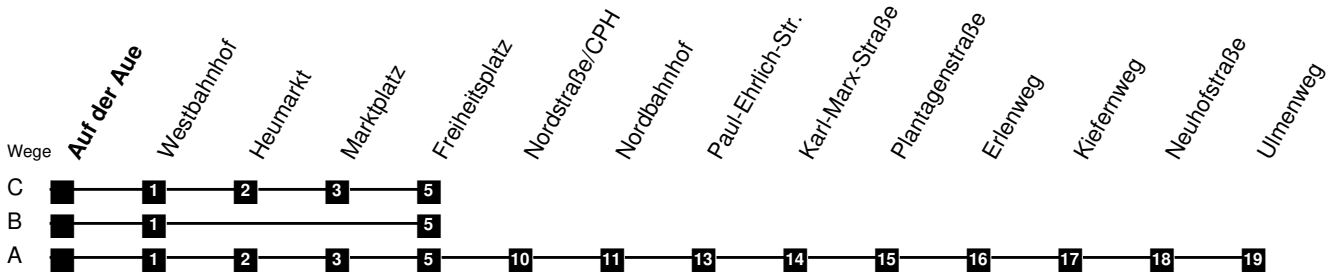 Auf der Aue
Westbahnhof
Heumarkt
Marktplatz
Freiheitsplatz
Nordstraße/CPH
Nordbahnhof
Paul-Ehrlich-Str.
Karl-Marx-Straße
Plantagenstraße
Erlenweg
Kiefernweg
Neuhofstraße
Ulmenweg
Wege
C 1 2 3 5
B 1 5
A 1 2 3 5 10 11 13 14 15 16 17 18 19